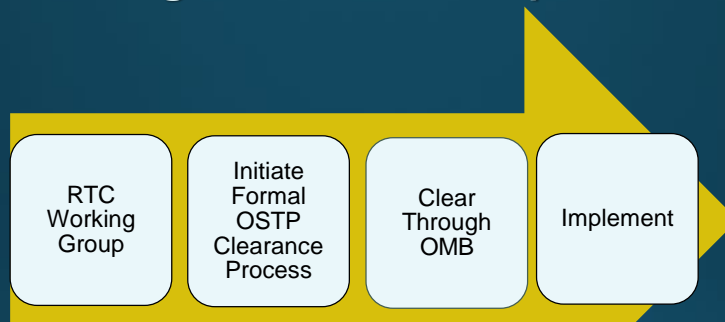 RTC
Working
Group
Initiate
Formal
OSTP
Clearance
Process
Clear
Through
OMB
Implement